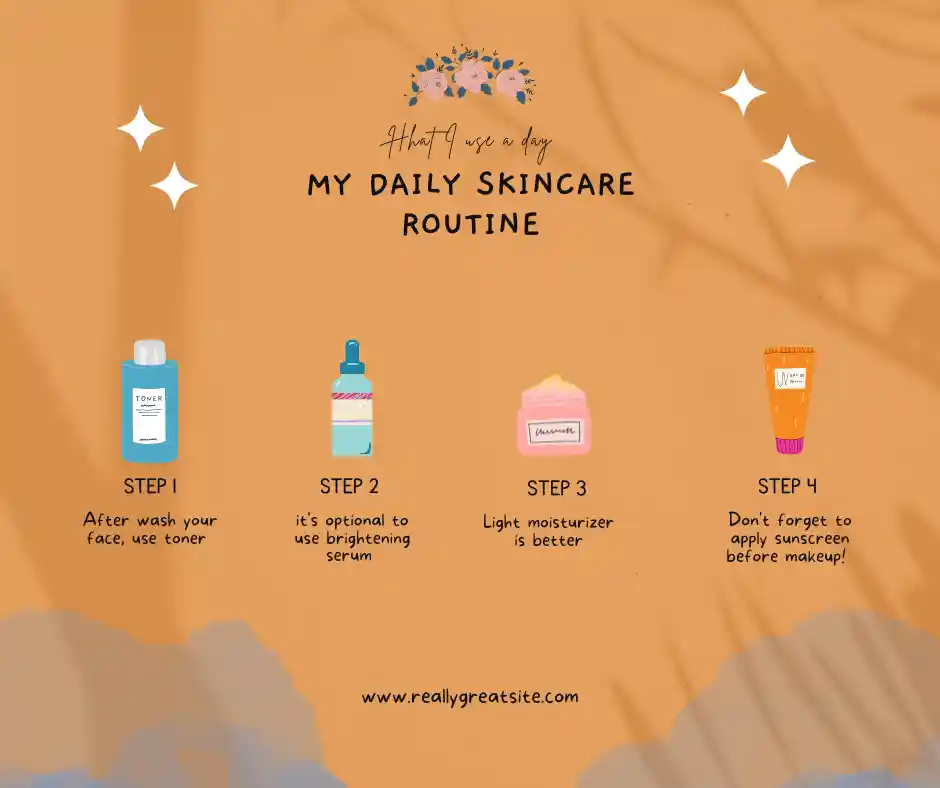 What I use a day
MY DAILY SKINCARE
ROUTINE
TONER
STEP 1
After wash your
face, use toner
STEP 2
it's optional to
use brightening
serum
STEP 3
Light moisturizer
is better
UV
STEP 4
Don't forget to
apply sunscreen
before makeup!
www.reallygreatsite.com